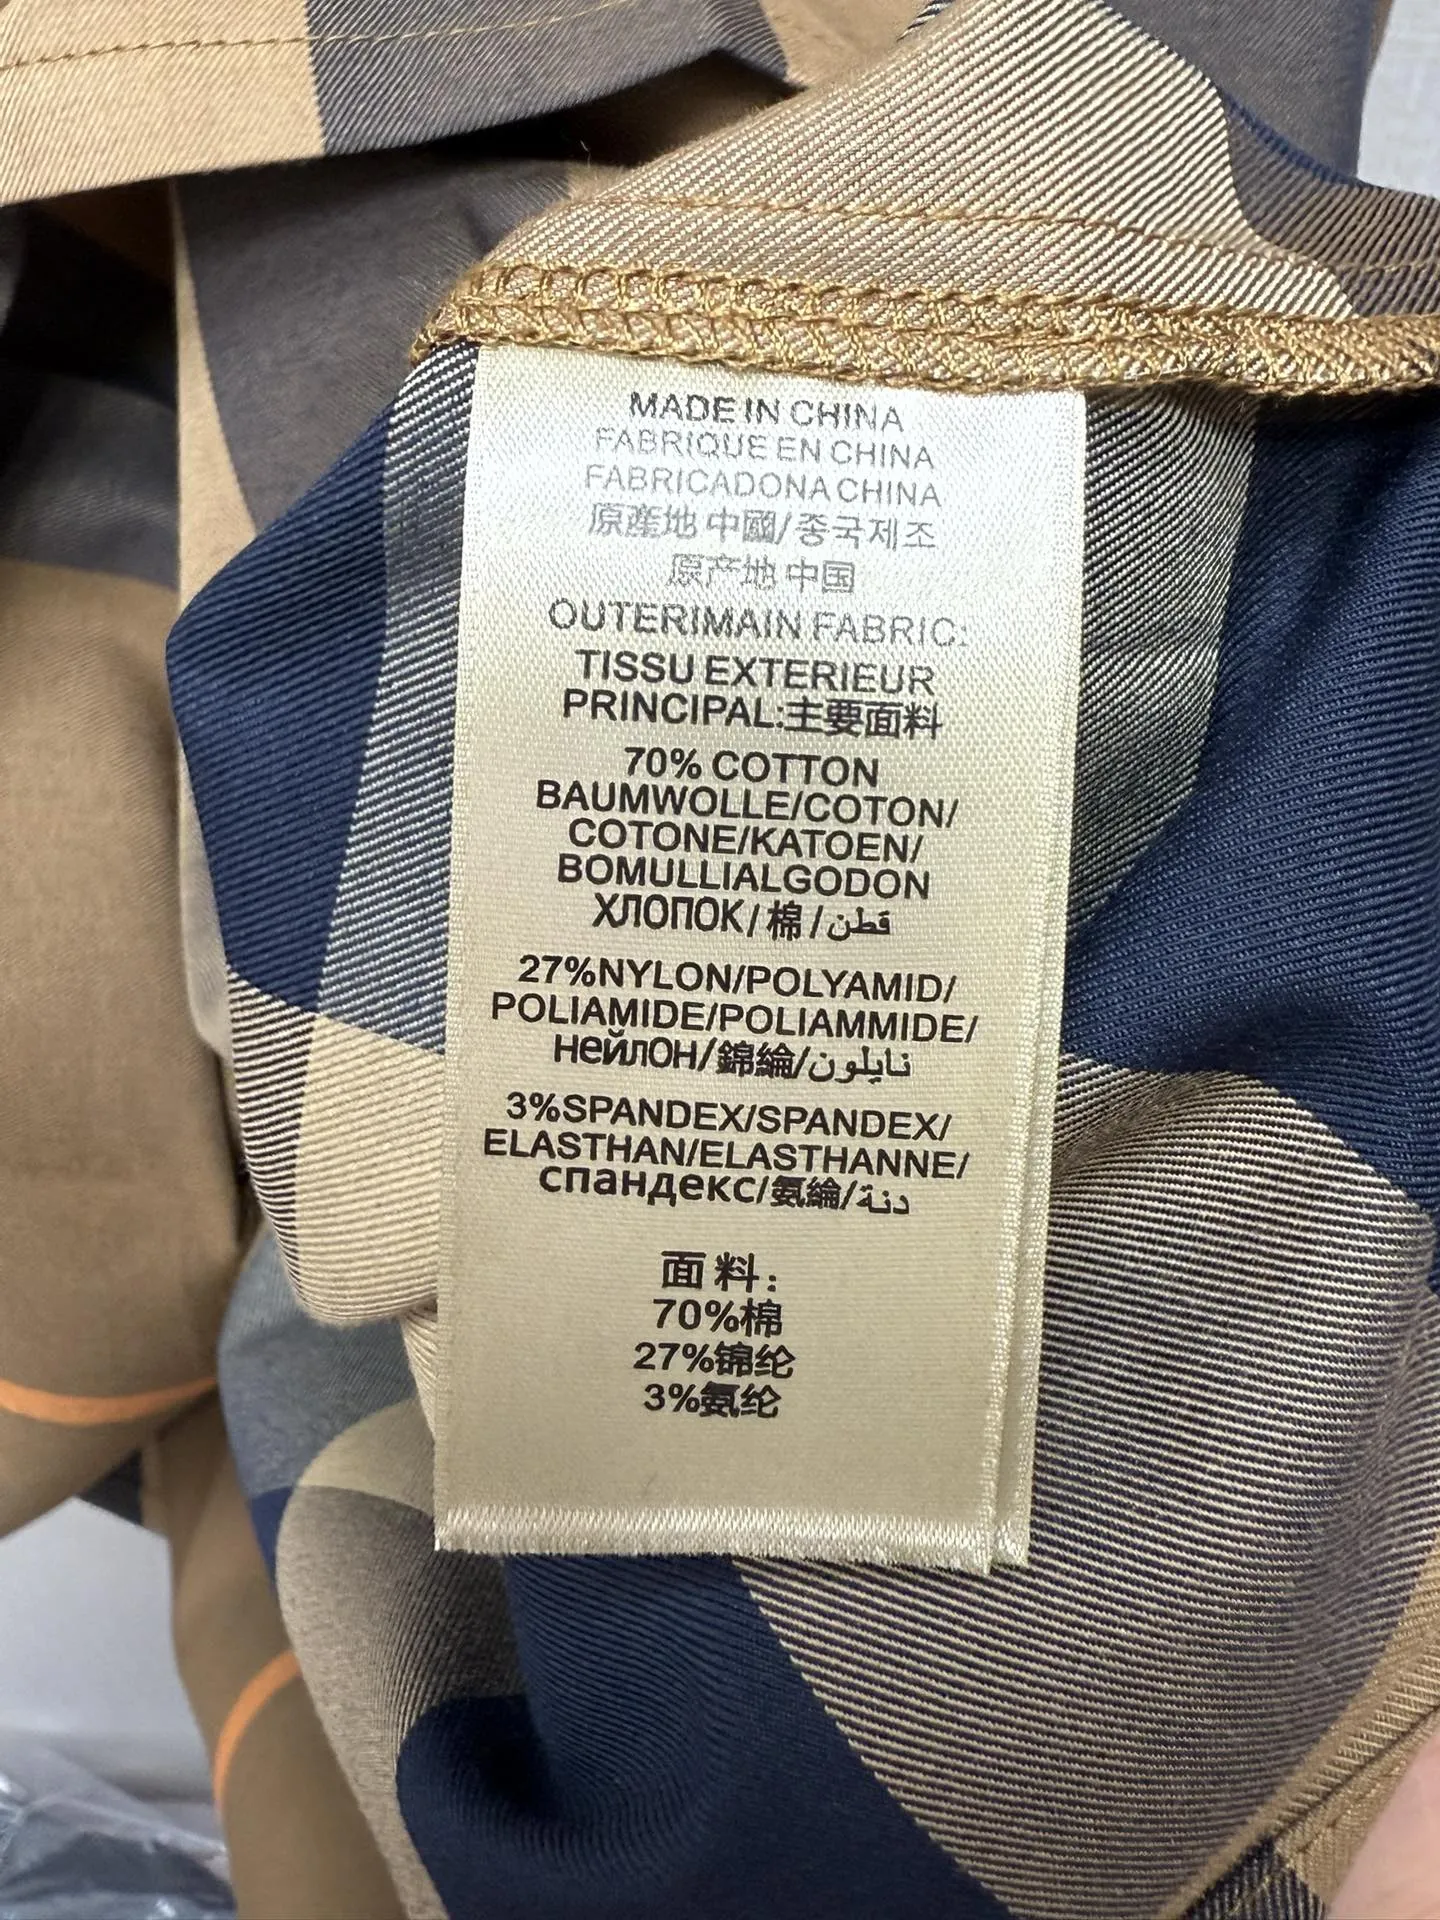 MADE IN CHINA
FABRIQUE EN CHINA
FABRICADONA CHINA
原產地 中國/중국제조
原产地 中国
OUTERIMAIN FABRIC:
TISSU EXTERIEUR
PRINCIPAL:主要面料
70% COTTON
BAUMWOLLE/COTON/
COTONE/KATOEN/
BOMULLIALGODON
ХЛОПОК/棉/قطن
27%NYLON/POLYAMID/
POLIAMIDE/POLIAMMIDE/
нейлон/錦綸/نايلون
3%SPANDEX/SPANDEX/
ELASTHAN/ELASTHANNE/
спандекс/氨綸/
面料:
70%棉
27%锦纶
3%氨纶